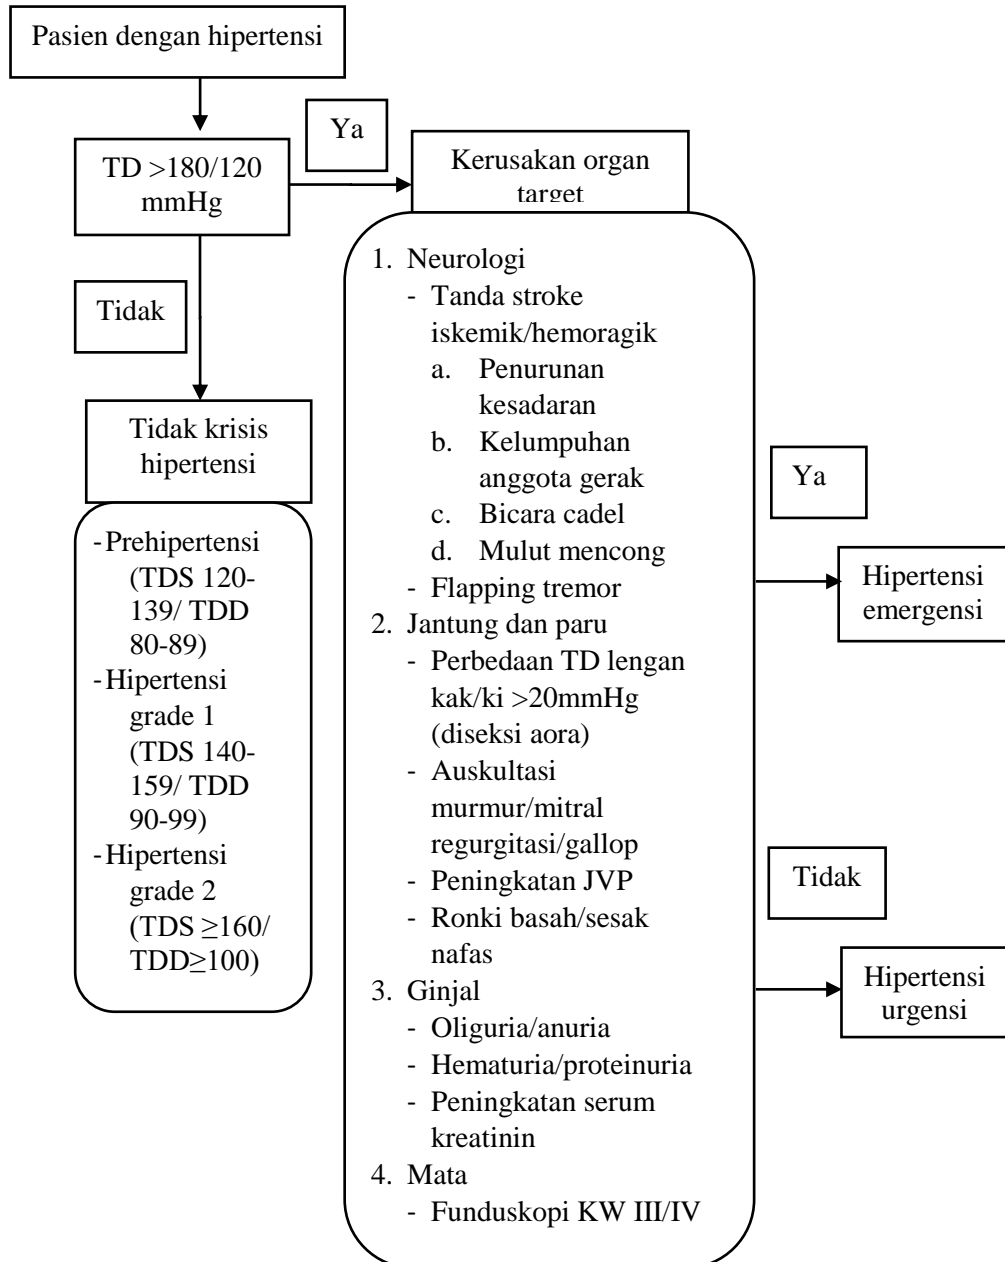 Pasien dengan hipertensi
Ya
TD >180/120
mmHg
Kerusakan organ
target
Tidak
Tidak krisis
hipertensi
-Prehipertensi
(TDS 120-
139/ TDD
80-89)
-Hipertensi
grade 1
(TDS 140-
159/ TDD
90-99)
-Hipertensi
grade 2
(TDS ≥160/
TDD≥100)
1. Neurologi
- Tanda stroke
iskemik/hemoragik
a. Penurunan
kesadaran
b. Kelumpuhan
anggota gerak
c. Bicara cadel
d. Mulut mencong
- Flapping tremor
2. Jantung dan paru
- Perbedaan TD lengan
kak/ki >20mmHg
(diseksi aora)
- Auskultasi
murmur/mitral
regurgitasi/gallop
- Peningkatan JVP
- Ronki basah/sesak
nafas
3. Ginjal
- Oliguria/anuria
- Hematuria/proteinuria
- Peningkatan serum
kreatinin
4. Mata
- Funduskopi KW III/IV
Ya
Hipertensi
emergensi
Tidak
Hipertensi
urgensi